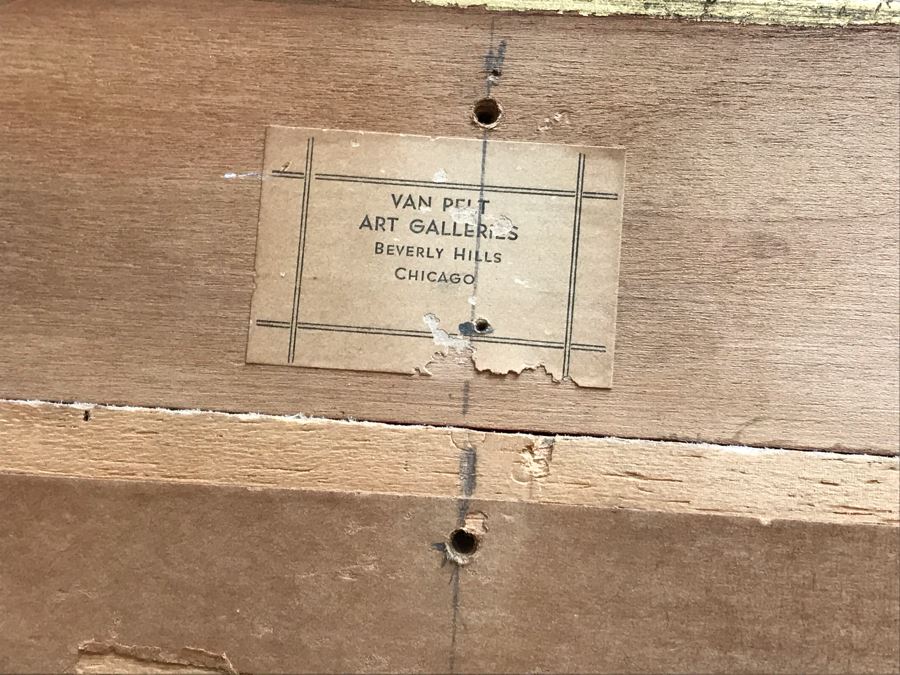 VAN PELT
ART GALLERIES
BEVERLY HILLS
CHICAGO